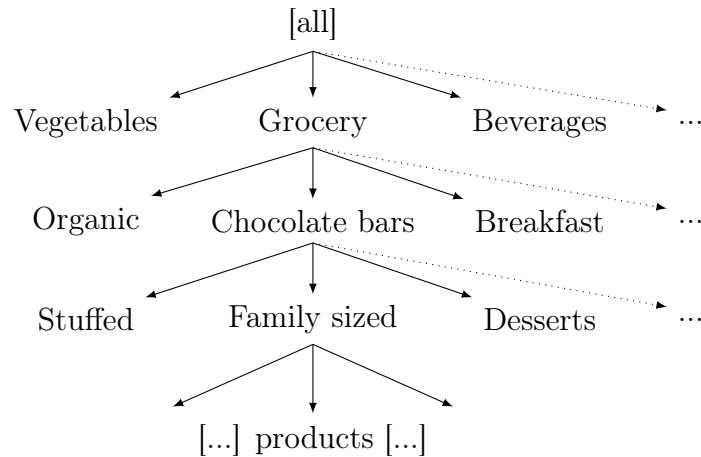 [all]
Vegetables Grocery Beverages ...
Organic Chocolate bars Breakfast ...
Stuffed Family sized Desserts ...
[...] products [...]